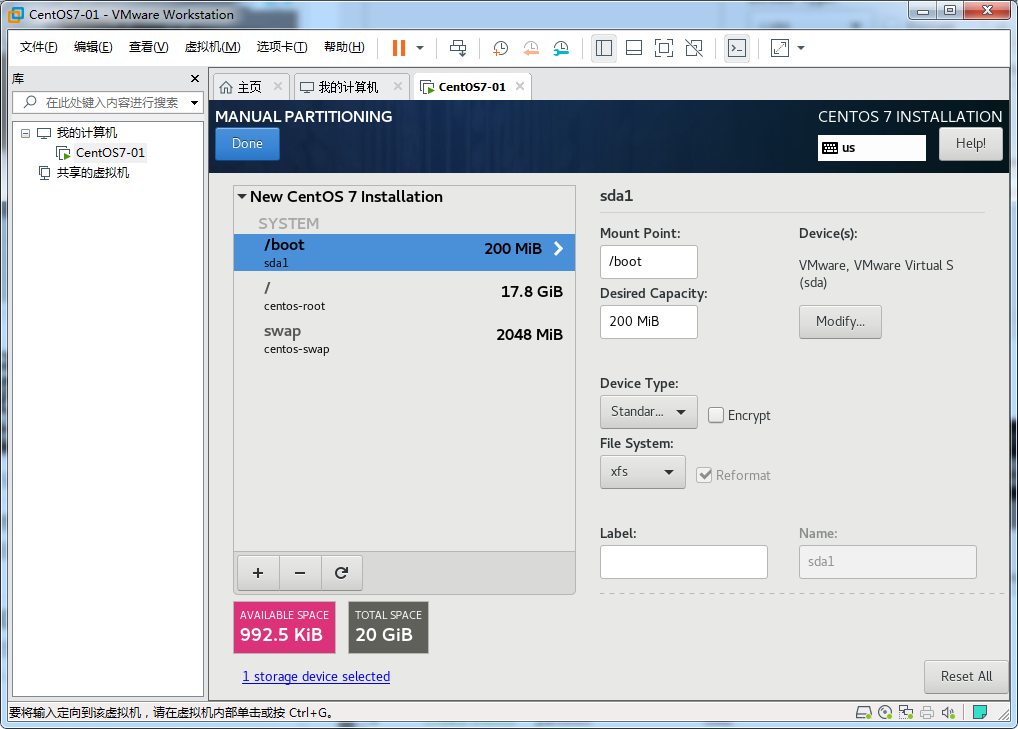 CentOS7-01 - VMware Workstation
文件(F) 编辑(E) 查看(V) 虚拟机(M) 选项卡(T) 帮助(H)
库
在此处键入内容进行搜索
我的计算机
CentOS7-01
共享的虚拟机
主页 我的计算机 CentOS7-01
MANUAL PARTITIONING
Done
CENTOS 7 INSTALLATION
us
Help!
New CentOS 7 Installation
SYSTEM
/boot 200 MiB
sda1
/ 17.8 GiB
centos-root
swap 2048 MiB
centos-swap
+ −
AVAILABLE SPACE
992.5 KiB
TOTAL SPACE
20 GiB
1 storage device selected
sda1
Mount Point:
/boot
Desired Capacity:
200 MiB
Device(s):
VMware, VMware Virtual S
(sda)
Modify...
Device Type:
Standar... Encrypt
File System:
xfs Reformat
Label:
Name:
sda1
Reset All
要将输入定向到该虚拟机，请在虚拟机内部单击或按 Ctrl+G。